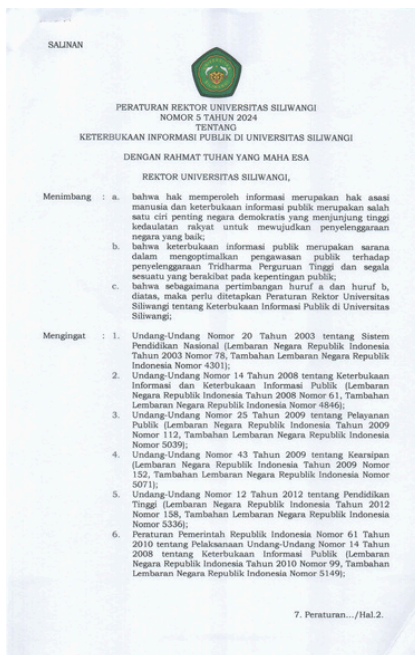 SALINAN
PERATURAN REKTOR UNIVERSITAS SILIWANGI
NOMOR 5 TAHUN 2024
TENTANG
KETERBUKAAN INFORMASI PUBLIK DI UNIVERSITAS SILIWANGI
DENGAN RAHMAT TUHAN YANG MAHA ESA
REKTOR UNIVERSITAS SILIWANGI,
Menimbang : a. bahwa hak memperoleh informasi merupakan hak asasi
manusia dan keterbukaan informasi publik merupakan salah
satu ciri penting negara demokratis yang menjunjung tinggi
kedaulatan rakyat untuk mewujudkan penyelenggaraan
negara yang baik;
b. bahwa keterbukaan informasi publik merupakan sarana
dalam mengoptimalkan pengawasan publik terhadap
penyelenggaraan Tridharma Perguruan Tinggi dan segala
sesuatu yang berakibat pada kepentingan publik;
c. bahwa sebagaimana pertimbangan huruf a dan huruf b,
diatas, maka perlu ditetapkan Peraturan Rektor Universitas
Siliwangi tentang Keterbukaan Informasi Publik di Universitas
Siliwangi;
Mengingat : 1. Undang-Undang Nomor 20 Tahun 2003 tentang Sistem
Pendidikan Nasional (Lembaran Negara Republik Indonesia
Tahun 2003 Nomor 78, Tambahan Lembaran Negara Republik
Indonesia Nomor 4301);
2. Undang-Undang Nomor 14 Tahun 2008 tentang Keterbukaan
Informasi dan Keterbukaan Informasi Publik (Lembaran
Negara Republik Indonesia Tahun 2008 Nomor 61, Tambahan
Lembaran Negara Republik Indonesia Nomor 4846);
3. Undang-Undang Nomor 25 Tahun 2009 tentang Pelayanan
Publik (Lembaran Negara Republik Indonesia Tahun 2009
Nomor 112, Tambahan Lembaran Negara Republik Indonesia
Nomor 5039);
4. Undang-Undang Nomor 43 Tahun 2009 tentang Kearsipan
(Lembaran Negara Republik Indonesia Tahun 2009 Nomor
152, Tambahan Lembaran Negara Republik Indonesia Nomor
5071);
5. Undang-Undang Nomor 12 Tahun 2012 tentang Pendidikan
Tinggi (Lembaran Negara Republik Indonesia Tahun 2012
Nomor 158, Tambahan Lembaran Negara Republik Indonesia
Nomor 5336);
6. Peraturan Pemerintah Republik Indonesia Nomor 61 Tahun
2010 tentang Pelaksanaan Undang-Undang Nomor 14 Tahun
2008 tentang Keterbukaan Informasi Publik (Lembaran
Negara Republik Indonesia Tahun 2010 Nomor 99, Tambahan
Lembaran Negara Republik Indonesia Nomor 5149);
7. Peraturan.../Hal.2.